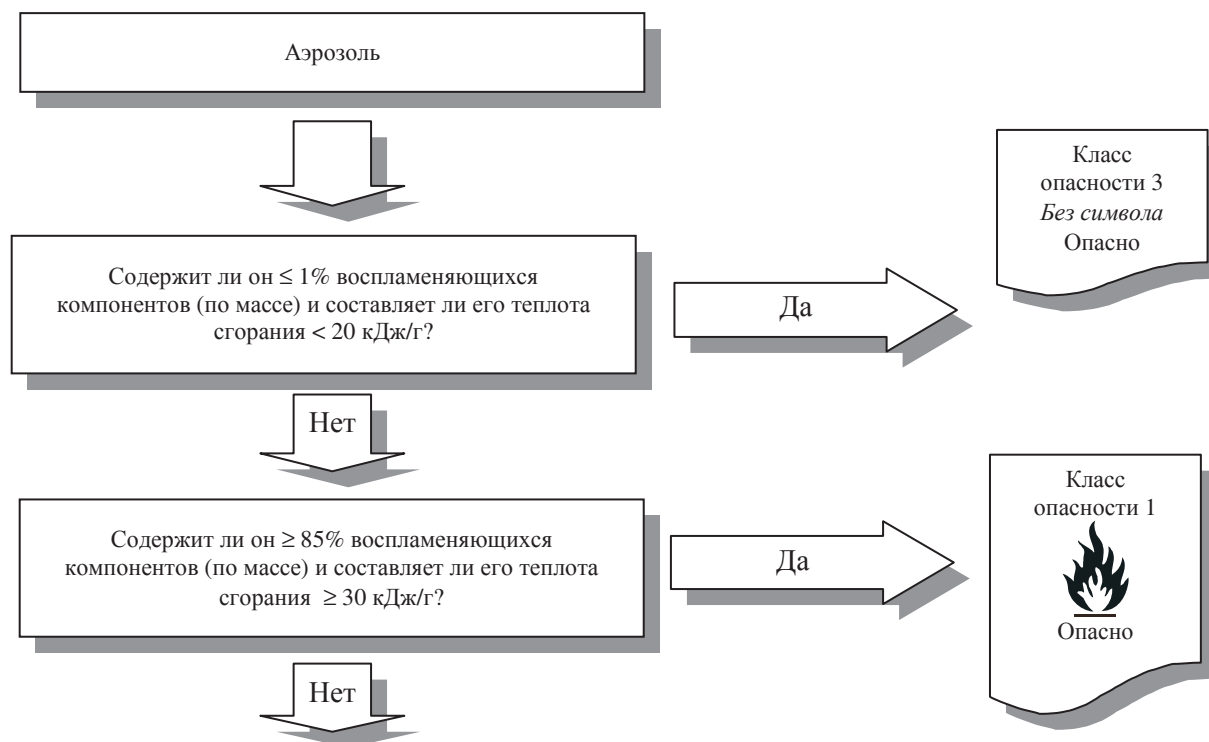 Аэрозоль
Класс
опасности 3
Без символа
Опасно
Содержит ли он ≤ 1% воспламеняющихся
компонентов (по массе) и составляет ли его теплота
сгорания < 20 кДж/г?
Да
Нет
Класс
опасности 1
Опасно
Содержит ли он ≥ 85% воспламеняющихся
компонентов (по массе) и составляет ли его теплота
сгорания ≥ 30 кДж/г?
Да
Нет